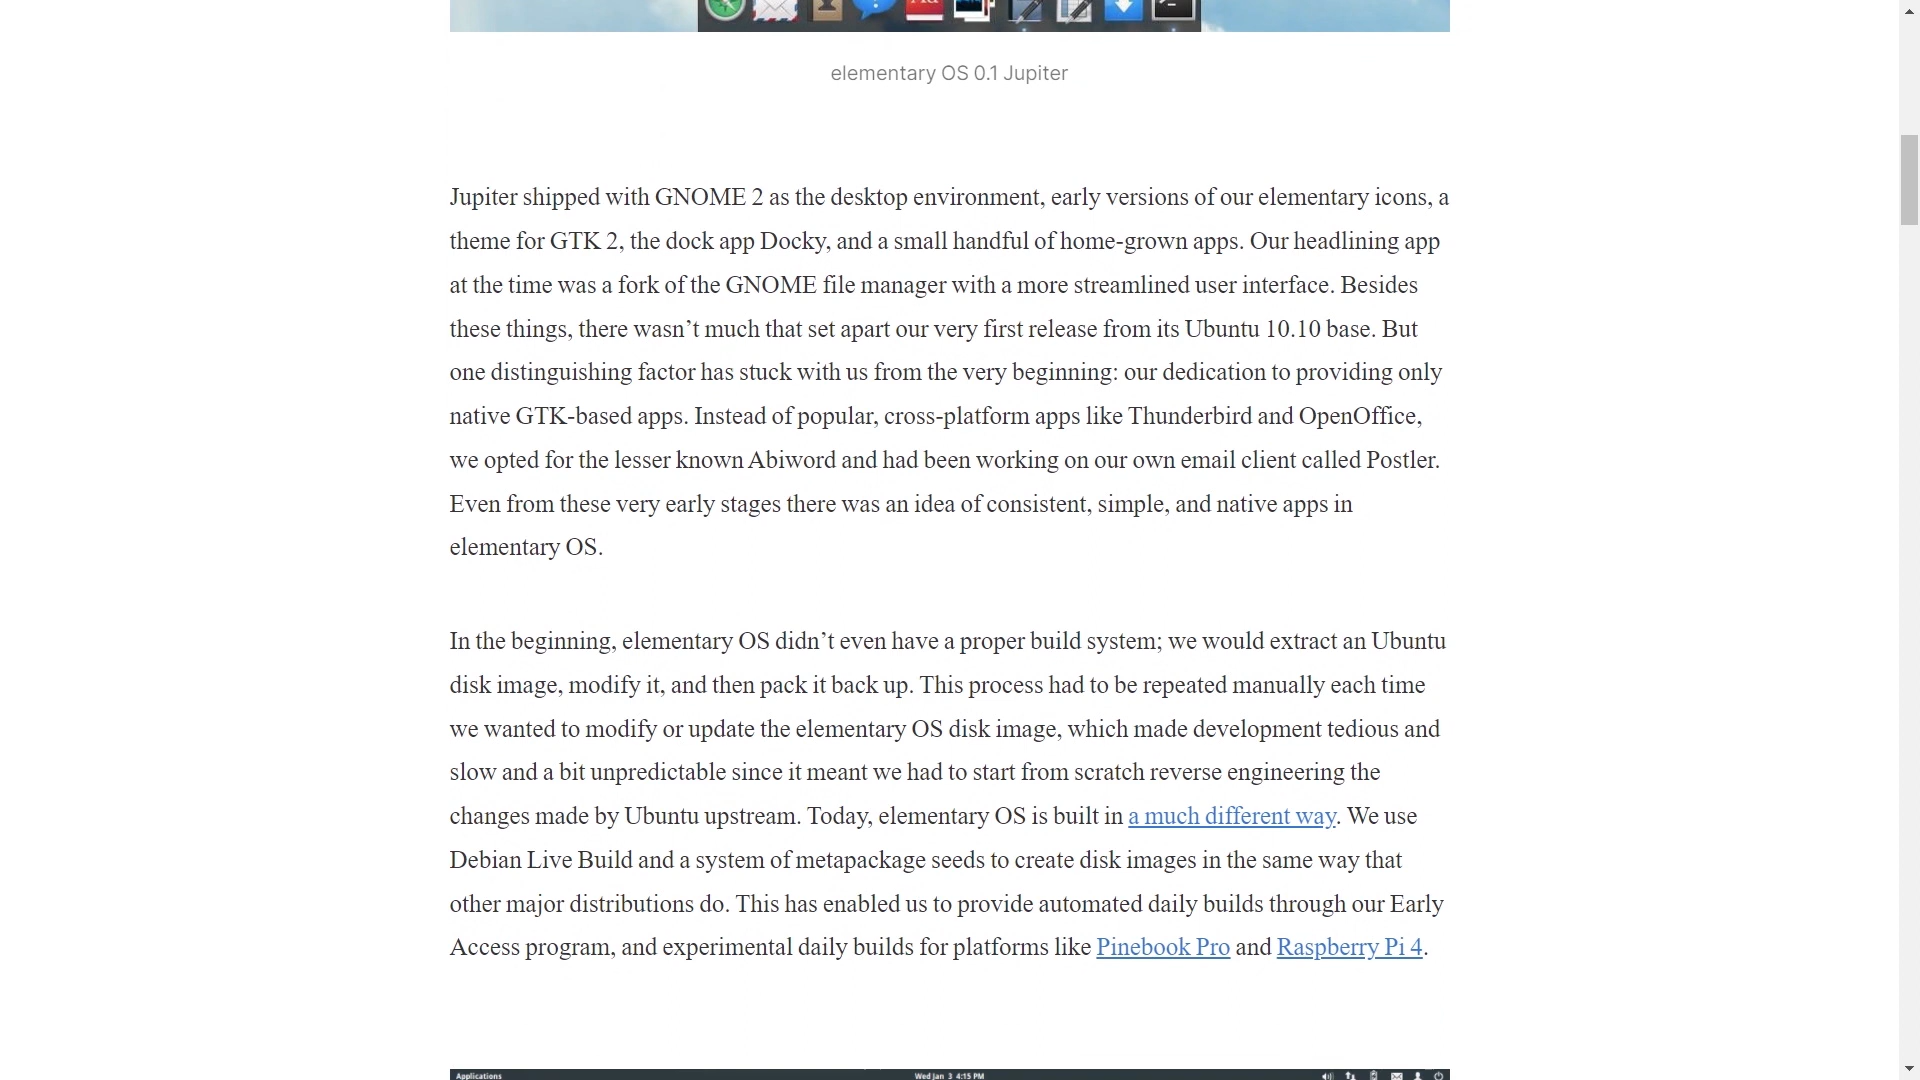 Aa
elementary OS 0.1 Jupiter
Jupiter shipped with GNOME 2 as the desktop environment, early versions of our elementary icons, a
theme for GTK 2, the dock app Docky, and a small handful of home-grown apps. Our headlining app
at the time was a fork of the GNOME file manager with a more streamlined user interface. Besides
these things, there wasn’t much that set apart our very first release from its Ubuntu 10.10 base. But
one distinguishing factor has stuck with us from the very beginning: our dedication to providing only
native GTK-based apps. Instead of popular, cross-platform apps like Thunderbird and OpenOffice,
we opted for the lesser known Abiword and had been working on our own email client called Postler.
Even from these very early stages there was an idea of consistent, simple, and native apps in
elementary OS.
In the beginning, elementary OS didn’t even have a proper build system; we would extract an Ubuntu
disk image, modify it, and then pack it back up. This process had to be repeated manually each time
we wanted to modify or update the elementary OS disk image, which made development tedious and
slow and a bit unpredictable since it meant we had to start from scratch reverse engineering the
changes made by Ubuntu upstream. Today, elementary OS is built in a much different way. We use
Debian Live Build and a system of metapackage seeds to create disk images in the same way that
other major distributions do. This has enabled us to provide automated daily builds through our Early
Access program, and experimental daily builds for platforms like Pinebook Pro and Raspberry Pi 4.
Applications Wed Jan 3 4:15 PM